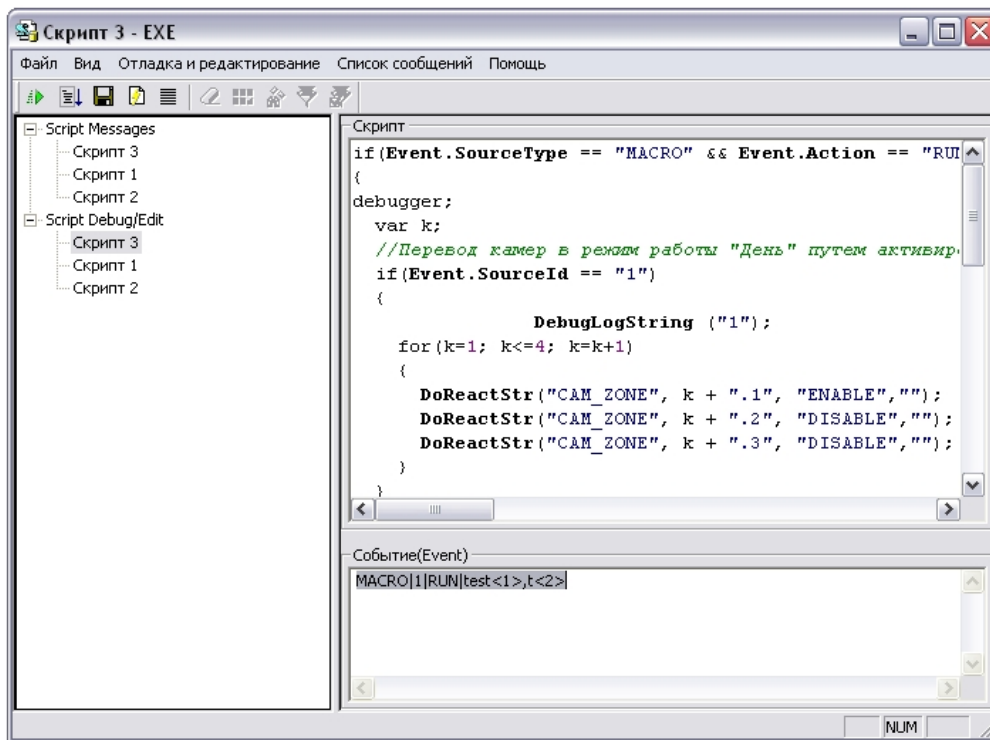 Скрипт 3 - EXE
Файл Вид Отладка и редактирование Список сообщений Помощь
Script Messages
Скрипт 3
Скрипт 1
Скрипт 2
Script Debug/Edit
Скрипт 3
Скрипт 1
Скрипт 2
Скрипт
if(Event.SourceType == "MACRO" && Event.Action == "RU
{
debugger;
var k;
//Перевод камер в режим работы "День" путем активир
if(Event.SourceId == "1")
{
DebugLogString ("1");
for(k=1; k<=4; k=k+1)
{
DoReactStr("CAM_ZONE", k + ".1", "ENABLE","");
DoReactStr("CAM_ZONE", k + ".2", "DISABLE","");
DoReactStr("CAM_ZONE", k + ".3", "DISABLE","");
}
}
Событие(Event)
MACRO|1|RUN|test<1>,t<2>|
NUM